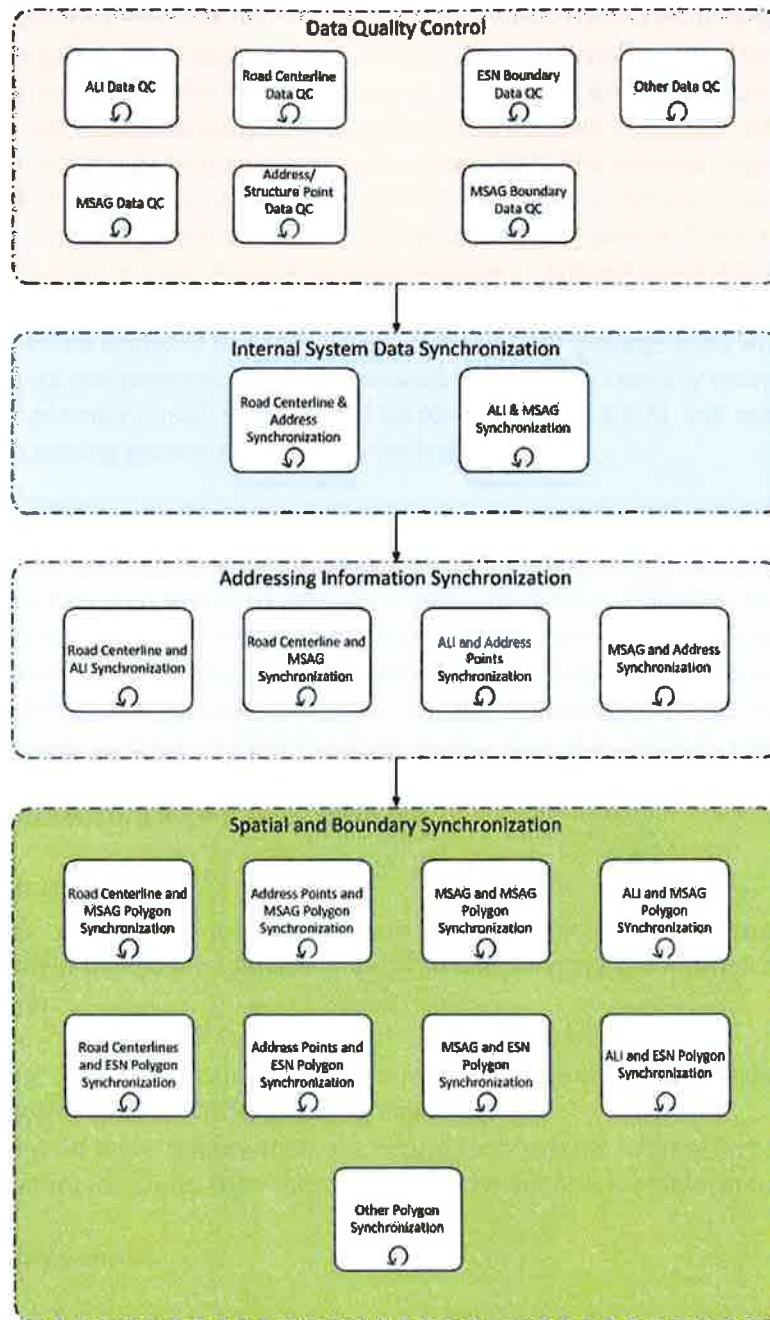 Data Quality Control
ALI Data QC
Road Centerline
Data QC
ESN Boundary
Data QC
Other Data QC
MSAG Data QC
Address/
Structure Point
Data QC
MSAG Boundary
Data QC
Internal System Data Synchronization
Road Centerline &
Address
Synchronization
ALI & MSAG
Synchronization
Addressing Information Synchronization
Road Centerline and
ALI Synchronization
Road Centerline and
MSAG
Synchronization
ALI and Address
Points
Synchronization
MSAG and Address
Synchronization
Spatial and Boundary Synchronization
Road Centerline and
MSAG Polygon
Synchronization
Address Points and
MSAG Polygon
Synchronization
MSAG and MSAG
Polygon
Synchronization
ALI and MSAG
Polygon
SYnchronization
Road Centerlines
and ESN Polygon
Synchronization
Address Points and
ESN Polygon
Synchronization
MSAG and ESN
Polygon
Synchronization
ALI and ESN Polygon
Synchronization
Other Polygon
Synchronization